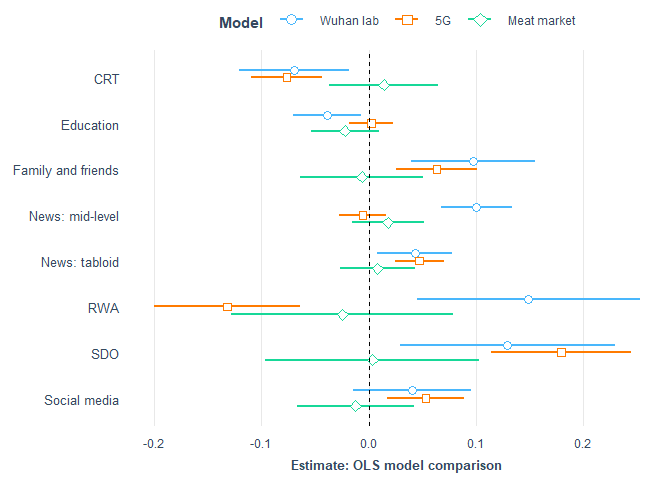 Model Wuhan lab 5G Meat market
CRT
Education
Family and friends
News: mid-level
News: tabloid
RWA
SDO
Social media
-0.2 -0.1 0.0 0.1 0.2
Estimate: OLS model comparison